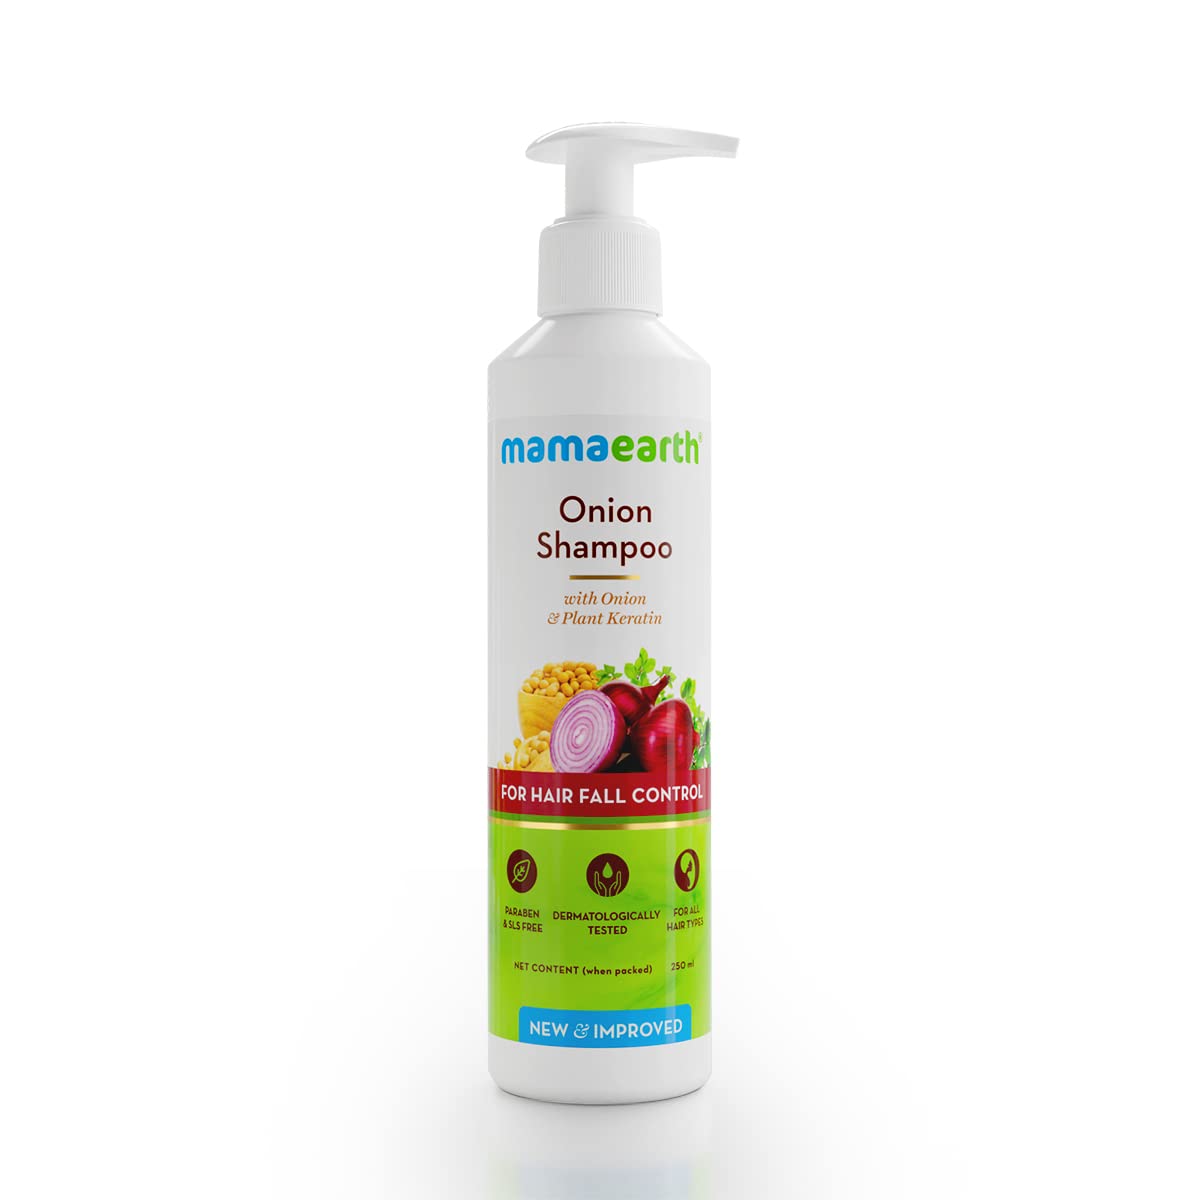 mamaearth®
Onion
Shampoo
with Onion
& Plant Keratin
FOR HAIR FALL CONTROL
PARABEN
& SLS FREE
DERMATOLOGICALLY
TESTED
FOR ALL
HAIR TYPES
NET CONTENT (when packed) 250 ml
NEW & IMPROVED